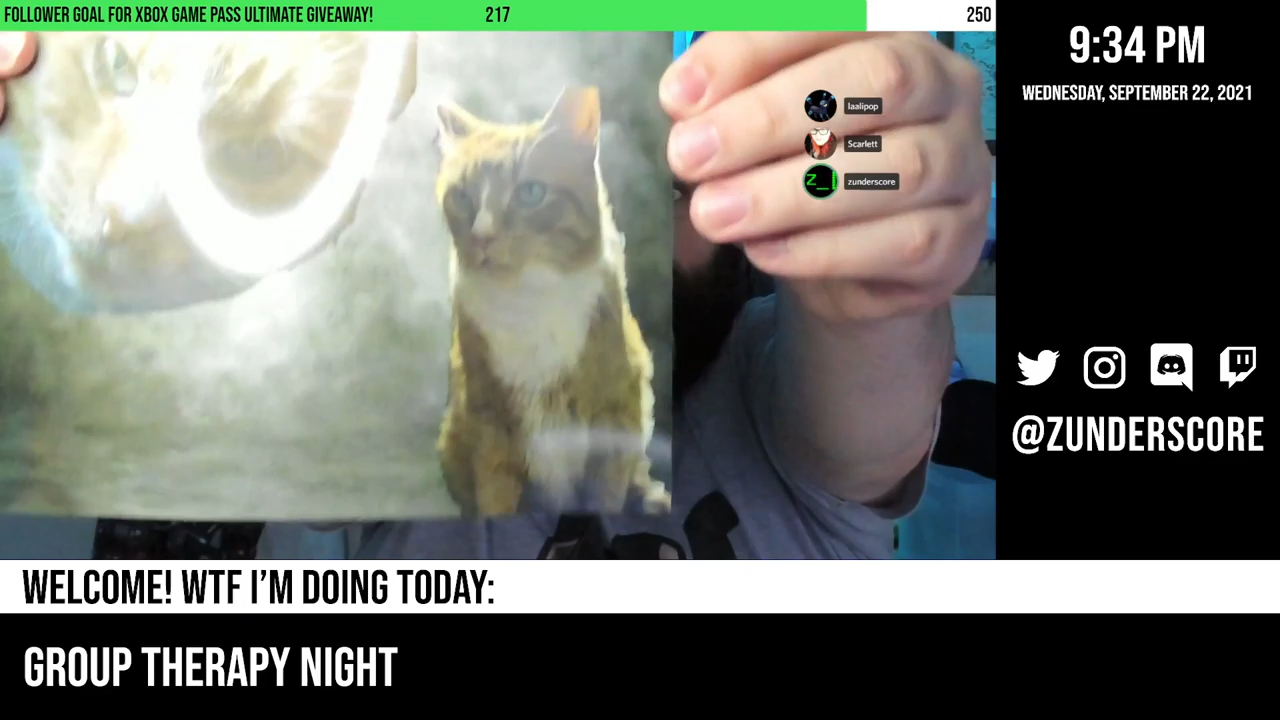 FOLLOWER GOAL FOR XBOX GAME PASS ULTIMATE GIVEAWAY! 217 250
9:34 PM
WEDNESDAY, SEPTEMBER 22, 2021
laalipop
Scarlett
Z_
zunderscore
@ZUNDERSCORE
WELCOME! WTF I'M DOING TODAY:
GROUP THERAPY NIGHT